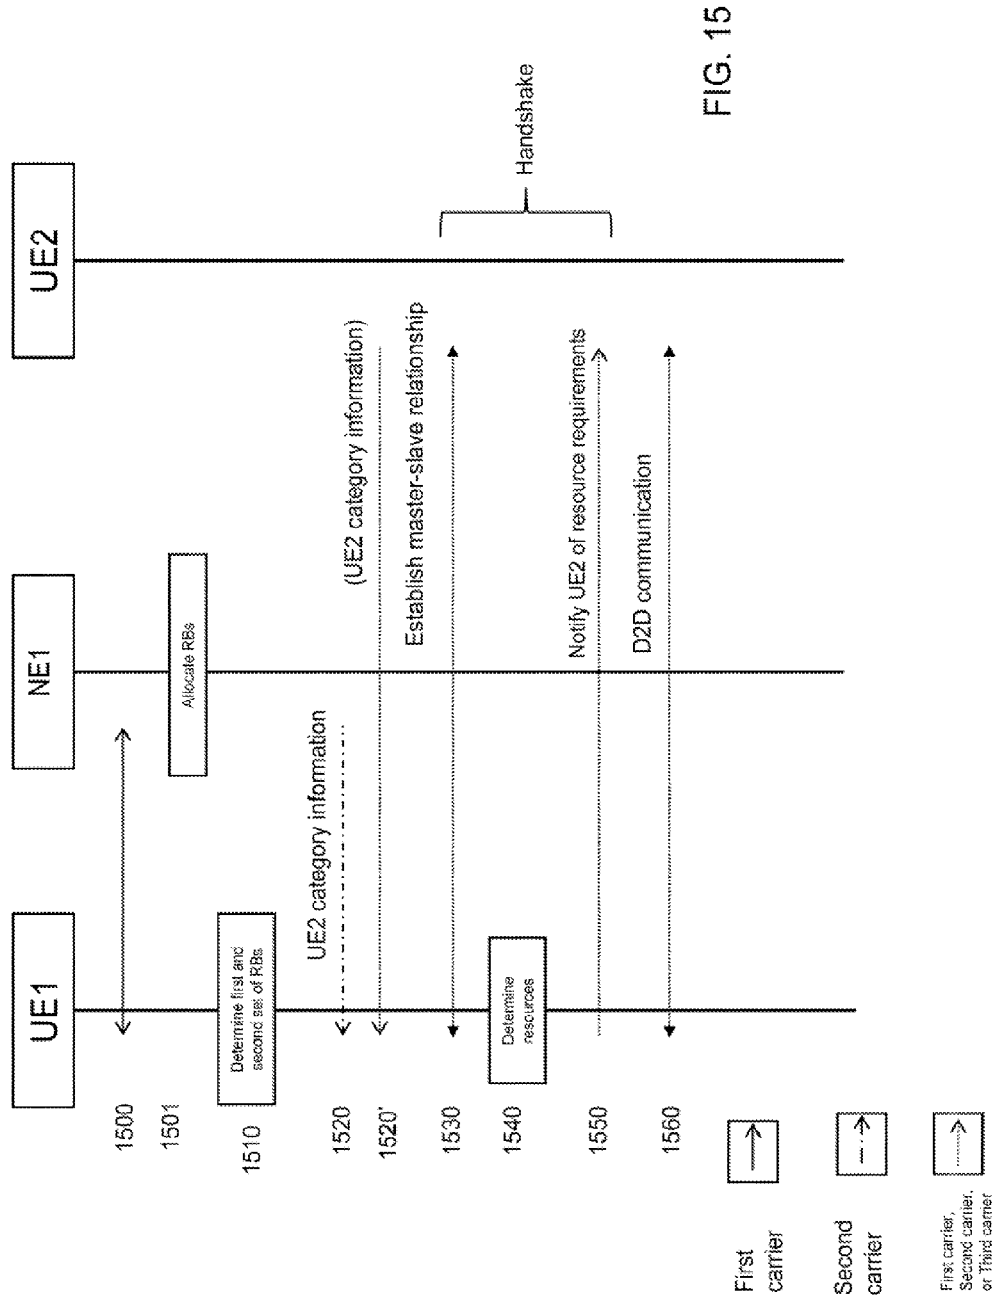 UE1
NE1
UE2
1500
1501
Allocate RBs
1510
Determine first and
second set of RBs
1520
UE2 category information
1520'
(UE2 category information)
1530
Establish master-slave relationship
1540
Determine
resources
1550
Notify UE2 of resource requirements
1560
D2D communication
Handshake
First
carrier
Second
carrier
First carrier,
Second carrier,
or Third carrier
FIG. 15